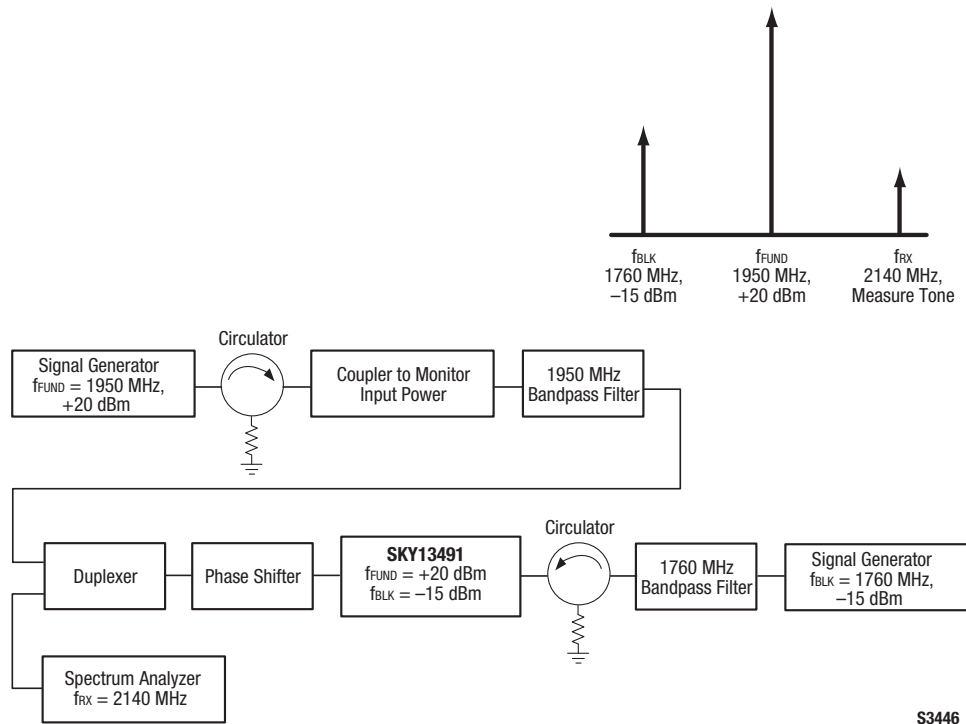 fBLK
1760 MHz,
–15 dBm
fFUND
1950 MHz,
+20 dBm
fRX
2140 MHz,
Measure Tone
Signal Generator
fFUND = 1950 MHz,
+20 dBm
Circulator
Coupler to Monitor
Input Power
1950 MHz
Bandpass Filter
Duplexer
Phase Shifter
SKY13491
fFUND = +20 dBm
fBLK = –15 dBm
Circulator
1760 MHz
Bandpass Filter
Signal Generator
fBLK = 1760 MHz,
–15 dBm
Spectrum Analyzer
fRX = 2140 MHz
S3446